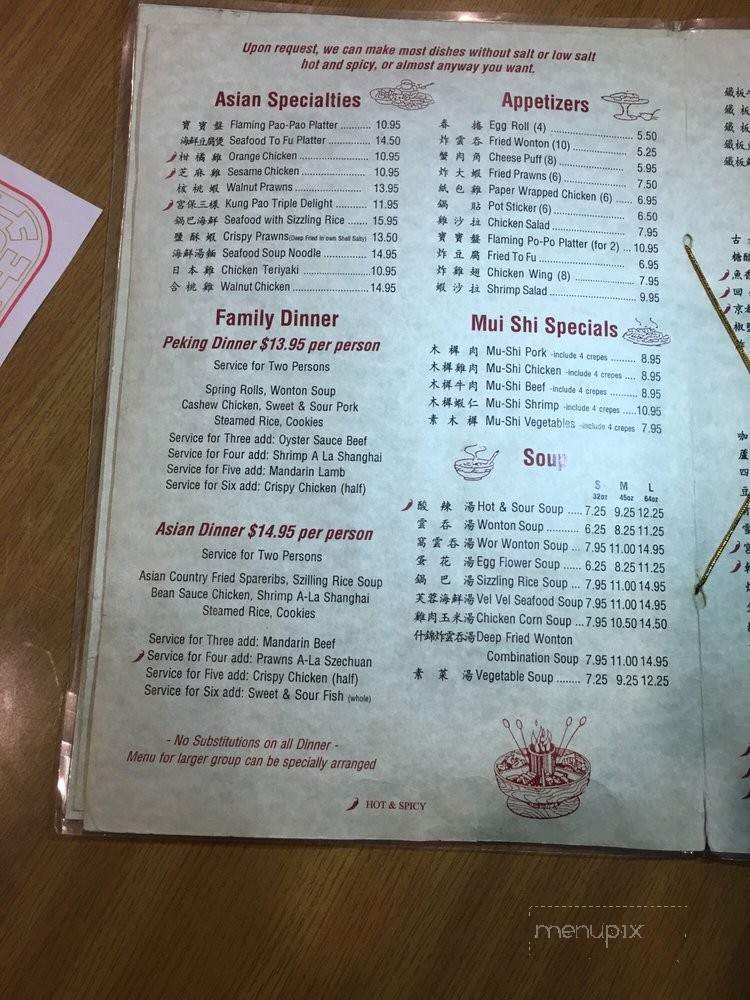 Upon request, we can make most dishes without salt or low salt
hot and spicy, or almost anyway you want.
Asian Specialties
寶寶盤 Flaming Pao-Pao Platter ........... 10.95
海鮮豆腐煲 Seafood To Fu Platter .............. 14.50
柑橘雞 Orange Chicken ......................... 10.95
芝麻雞 Sesame Chicken ........................ 10.95
核桃蝦 Walnut Prawns ......................... 13.95
宮保三樣 Kung Pao Triple Delight ............ 11.95
鍋巴海鮮 Seafood with Sizzling Rice ...... 15.95
鹽酥蝦 Crispy Prawns(Deep Fried in own Shell Salty) 13.50
海鮮湯麵 Seafood Soup Noodle ............... 14.95
日本雞 Chicken Teriyaki ........................ 10.95
合桃雞 Walnut Chicken .......................... 14.95
Family Dinner
Peking Dinner $13.95 per person
Service for Two Persons
Spring Rolls, Wonton Soup
Cashew Chicken, Sweet & Sour Pork
Steamed Rice, Cookies
Service for Three add: Oyster Sauce Beef
Service for Four add: Shrimp A La Shanghai
Service for Five add: Mandarin Lamb
Service for Six add: Crispy Chicken (half)
Asian Dinner $14.95 per person
Service for Two Persons
Asian Country Fried Spareribs, Szilling Rice Soup
Bean Sauce Chicken, Shrimp A-La Shanghai
Steamed Rice, Cookies
Service for Three add: Mandarin Beef
Service for Four add: Prawns A-La Szechuan
Service for Five add: Crispy Chicken (half)
Service for Six add: Sweet & Sour Fish (whole)
- No Substitutions on all Dinner -
Menu for larger group can be specially arranged
Appetizers
春捲 Egg Roll (4) .......................... 5.50
炸雲吞 Fried Wonton (10) .................... 5.25
蟹肉角 Cheese Puff (8) ........................ 5.95
炸大蝦 Fried Prawns (6) ...................... 7.50
紙包雞 Paper Wrapped Chicken (6) ..... 6.95
鍋貼 Pot Sticker (6) .......................... 6.50
雞沙拉 Chicken Salad .......................... 7.95
寶寶盤 Flaming Po-Po Platter (for 2) ... 10.95
炸豆腐 Fried To Fu ............................. 6.95
炸雞翅 Chicken Wing (8) ..................... 7.95
蝦沙拉 Shrimp Salad .......................... 9.95
Mui Shi Specials
木樨肉 Mu-Shi Pork -include 4 crepes ......... 8.95
木樨雞肉 Mu-Shi Chicken -include 4 crepes .... 8.95
木樨牛肉 Mu-Shi Beef -include 4 crepes ......... 8.95
木樨蝦仁 Mu-Shi Shrimp -include 4 crepes .....10.95
素木樨 Mu-Shi Vegetables -include 4 crepes 7.95
Soup
S M L
32oz 45oz 64oz
酸辣湯 Hot & Sour Soup ..... 7.25 9.25 12.25
雲吞湯 Wonton Soup .......... 6.25 8.25 11.25
窩雲吞湯 Wor Wonton Soup ... 7.95 11.00 14.95
蛋花湯 Egg Flower Soup ...... 6.25 8.25 11.25
鍋巴湯 Sizzling Rice Soup ... 7.95 11.00 14.95
芙蓉海鮮湯 Vel Vel Seafood Soup 7.95 11.00 14.95
雞肉玉米湯 Chicken Corn Soup ... 7.95 10.50 14.50
什錦炸雲吞湯 Deep Fried Wonton
Combination Soup 7.95 11.00 14.95
素菜湯 Vegetable Soup ........ 7.25 9.25 12.25
HOT & SPICY
menupix